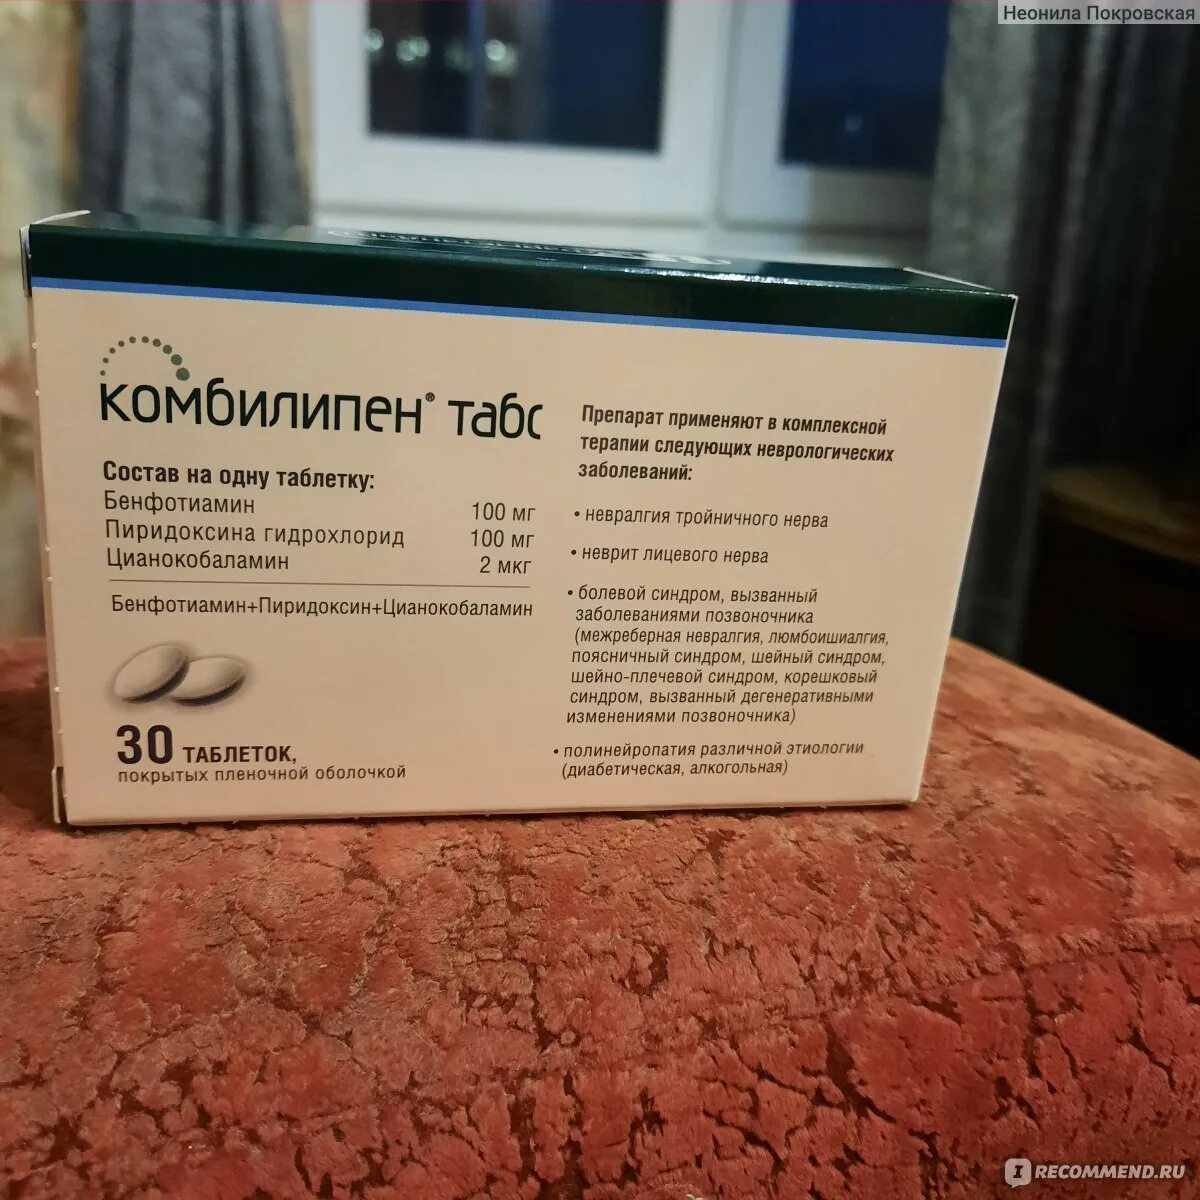 Неонила Покровская
комбилипен® табс
Состав на одну таблетку:
Бенфотиамин 100 мг
Пиридоксина гидрохлорид 100 мг
Цианокобаламин 2 мкг
Бенфотиамин+Пиридоксин+Цианокобаламин
30 ТАБЛЕТОК,
покрытых пленочной оболочкой
Препарат применяют в комплексной
терапии следующих неврологических
заболеваний:
• невралгия тройничного нерва
• неврит лицевого нерва
• болевой синдром, вызванный
заболеваниями позвоночника
(межреберная невралгия, люмбоишиалгия,
поясничный синдром, шейный синдром,
шейно-плечевой синдром, корешковый
синдром, вызванный дегенеративными
изменениями позвоночника)
• полинейропатия различной этиологии
(диабетическая, алкогольная)
I RECOMMEND.RU